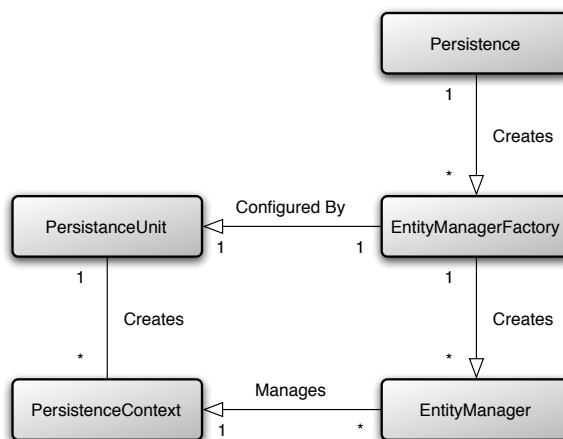 Persistence
1
Creates
*
Configured By
PersistanceUnit
EntityManagerFactory
1
1
1
1
Creates
Creates
*
*
Manages
PersistenceContext
EntityManager
1
*